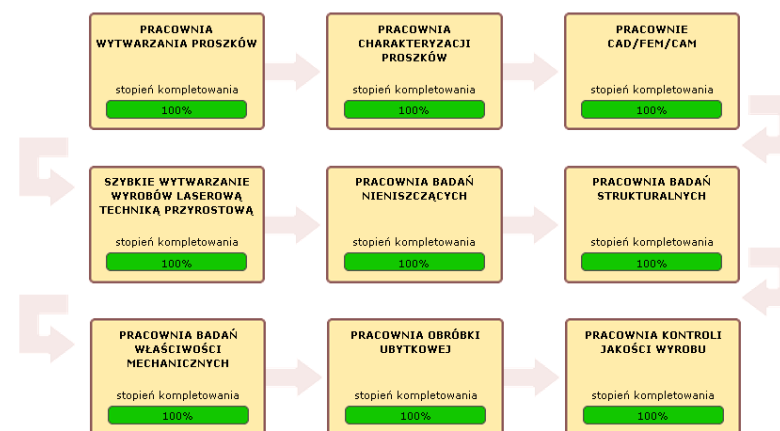 PRACOWNIA
WYTWARZANIA PROSZKÓW
stopień kompletowania
100%
PRACOWNIA
CHARAKTERYZACJI
PROSZKÓW
stopień kompletowania
100%
PRACOWNIE
CAD/FEM/CAM
stopień kompletowania
100%
SZYBKIE WYTWARZANIE
WYROBÓW LASEROWĄ
TECHNIKĄ PRZYROSTOWĄ
stopień kompletowania
100%
PRACOWNIA BADAŃ
NIENISZCZĄCYCH
stopień kompletowania
100%
PRACOWNIA BADAŃ
STRUKTURALNYCH
stopień kompletowania
100%
PRACOWNIA BADAŃ
WŁAŚCIWOŚCI
MECHANICZNYCH
stopień kompletowania
100%
PRACOWNIA OBRÓBKI
UBYTKOWEJ
stopień kompletowania
100%
PRACOWNIA KONTROLI
JAKOŚCI WYROBU
stopień kompletowania
100%